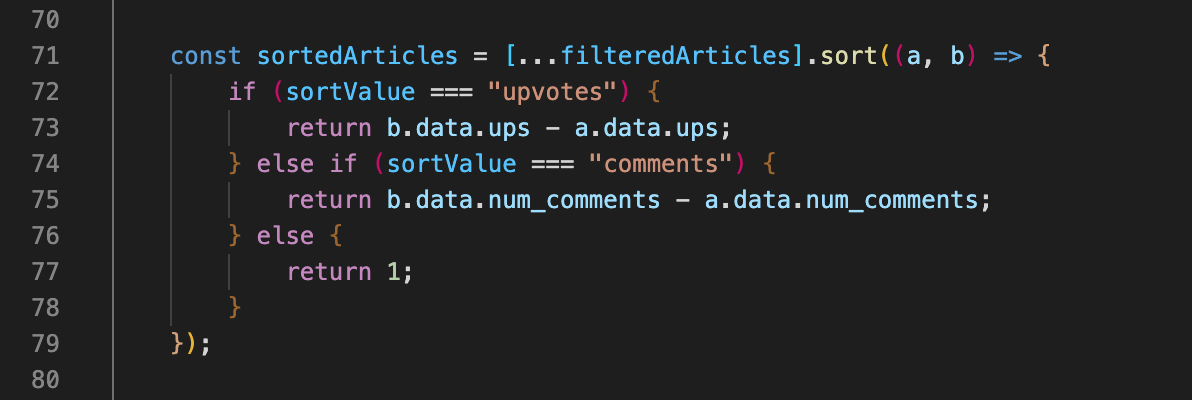 70
71 const sortedArticles = [...filteredArticles].sort((a, b) => {
72 if (sortValue === "upvotes") {
73 return b.data.ups - a.data.ups;
74 } else if (sortValue === "comments") {
75 return b.data.num_comments - a.data.num_comments;
76 } else {
77 return 1;
78 }
79 });
80